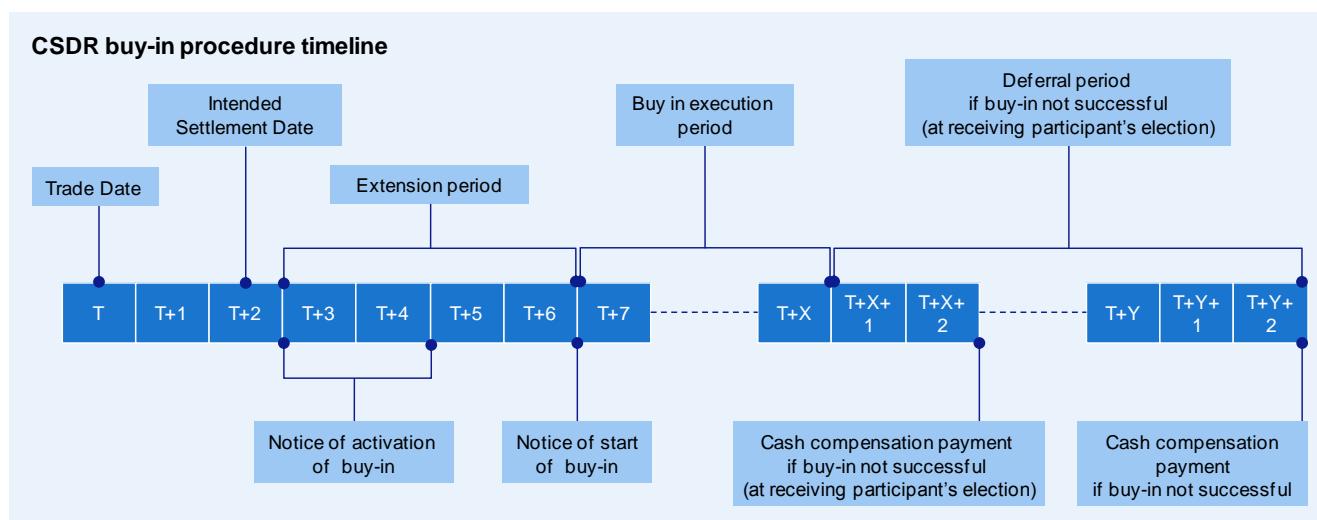 CSDR buy-in procedure timeline
Trade Date
Intended
Settlement Date
Extension period
Buy in execution
period
Deferral period
if buy-in not successful
(at receiving participant's election)
T
T+1
T+2
T+3
T+4
T+5
T+6
T+7
T+X
T+X+
1
T+X+
2
T+Y
T+Y+
1
T+Y+
2
Notice of activation
of buy-in
Notice of start
of buy-in
Cash compensation payment
if buy-in not successful
(at receiving participant's election)
Cash compensation
payment
if buy-in not successful